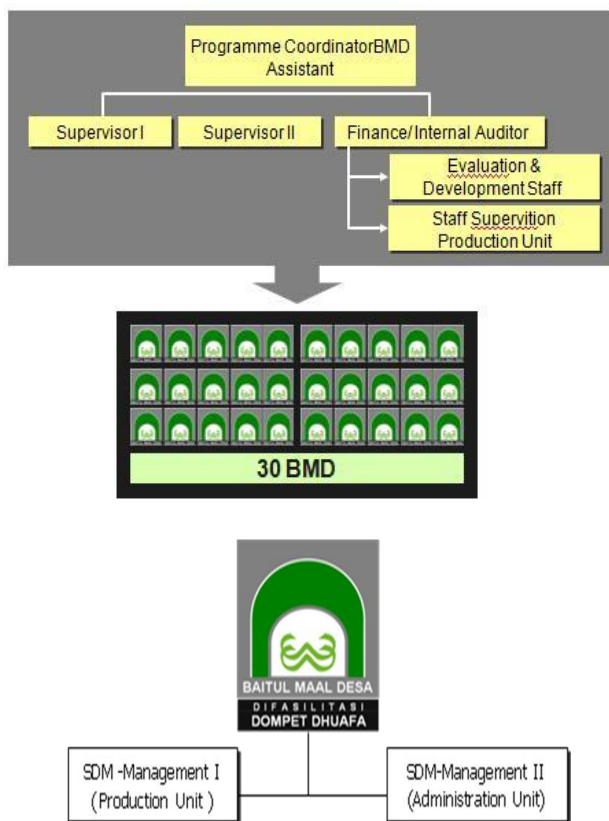 Programme CoordinatorBMD
Assistant
Supervisor I
Supervisor II
Finance/Internal Auditor
Evaluation &
Development Staff
Staff Supervition
Production Unit
30 BMD
BAITUL MAAL DESA
DIFASILITASI
DOMPET DHUAFA
SDM -Management I
(Production Unit )
SDM-Management II
(Administration Unit)